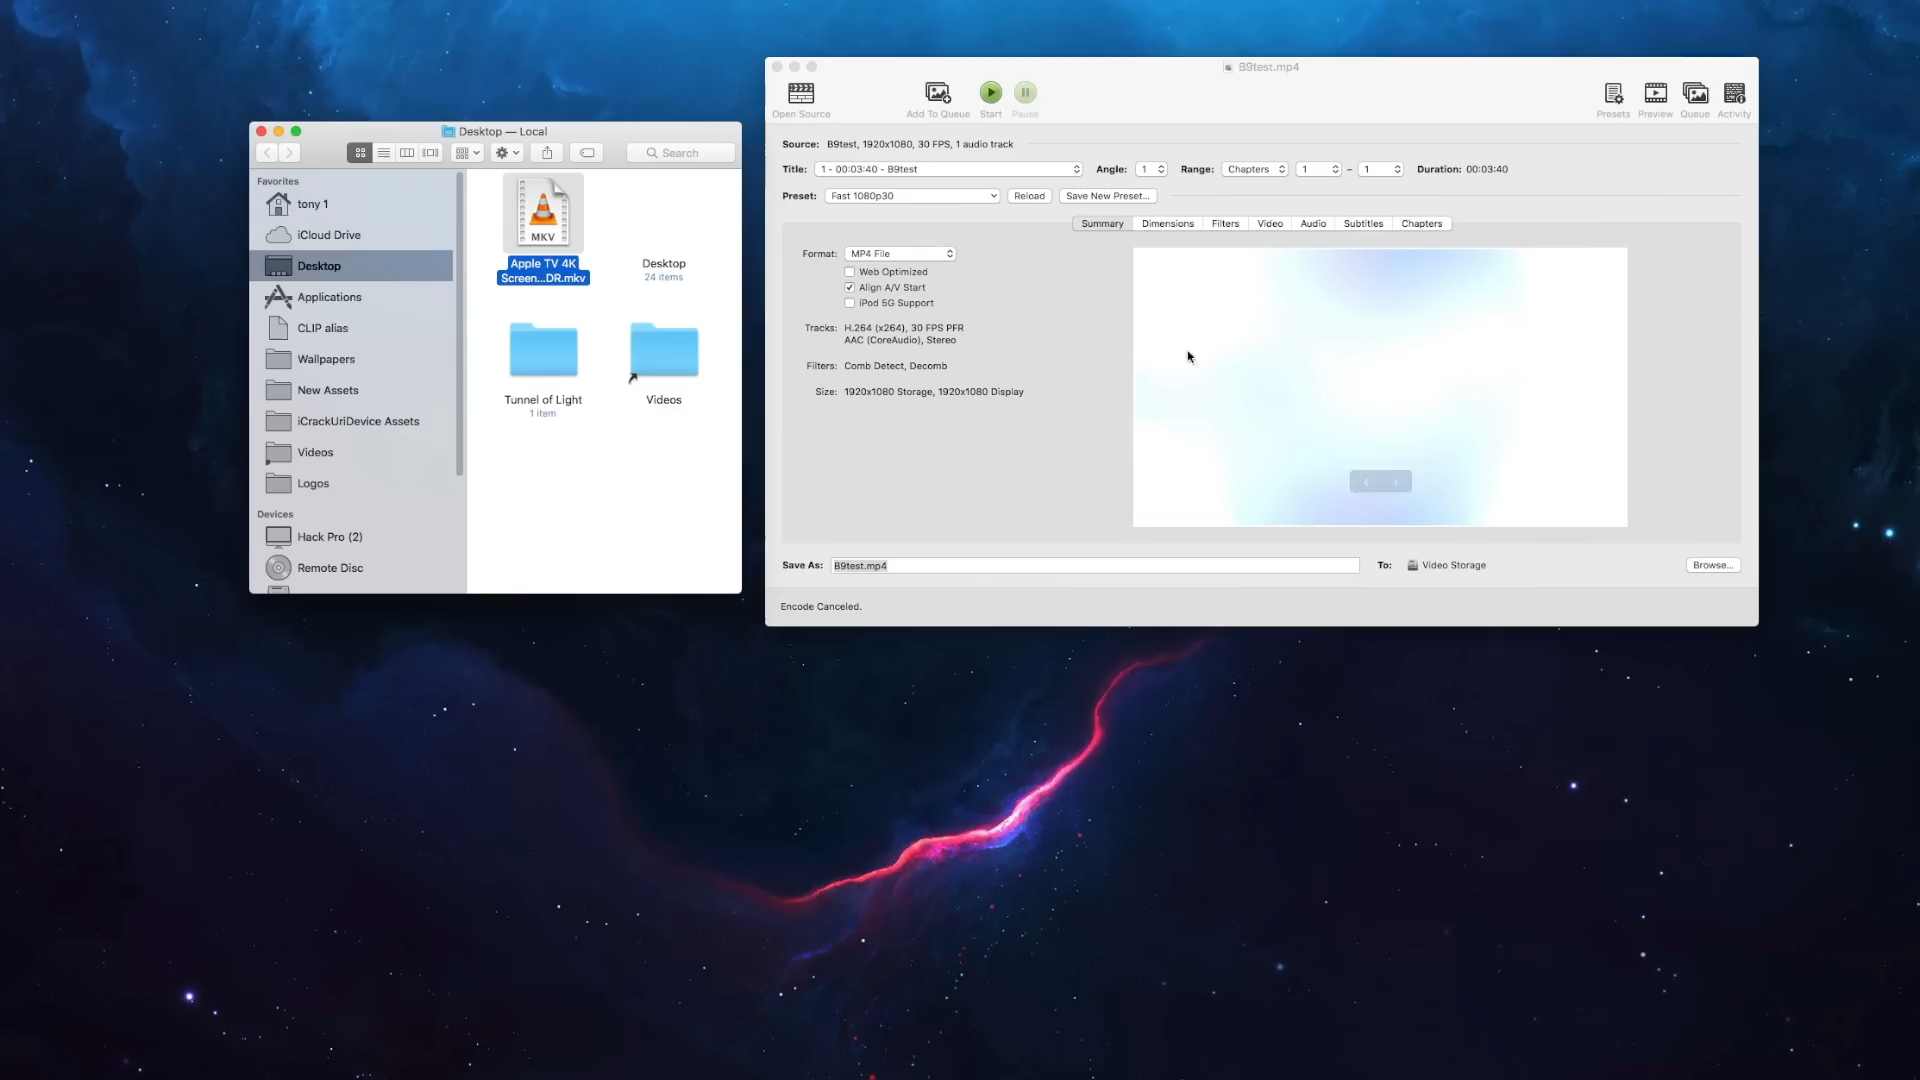 Desktop — Local
Search
Favorites
tony 1
iCloud Drive
Desktop
Applications
CLIP alias
Wallpapers
New Assets
iCrackUriDevice Assets
Videos
Logos
Devices
Hack Pro (2)
Remote Disc
MKV
Apple TV 4K
Screen...DR.mkv
Desktop
24 items
Tunnel of Light
1 item
Videos
B9test.mp4
Open Source
Add To Queue
Start
Pause
Presets
Preview
Queue
Activity
Source: B9test, 1920x1080, 30 FPS, 1 audio track
Title: 1 - 00:03:40 - B9test Angle: 1 Range: Chapters 1 – 1 Duration: 00:03:40
Preset: Fast 1080p30 Reload Save New Preset...
Summary Dimensions Filters Video Audio Subtitles Chapters
Format: MP4 File
Web Optimized
Align A/V Start
iPod 5G Support
Tracks: H.264 (x264), 30 FPS PFR
AAC (CoreAudio), Stereo
Filters: Comb Detect, Decomb
Size: 1920x1080 Storage, 1920x1080 Display
Save As: B9test.mp4 To: Video Storage Browse...
Encode Canceled.